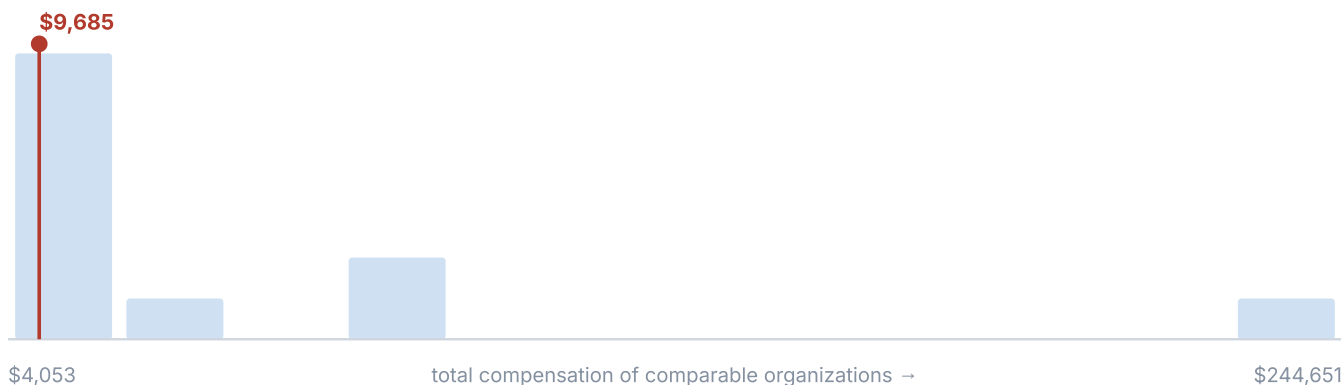 $9,685
$4,053 total compensation of comparable organizations → $244,651